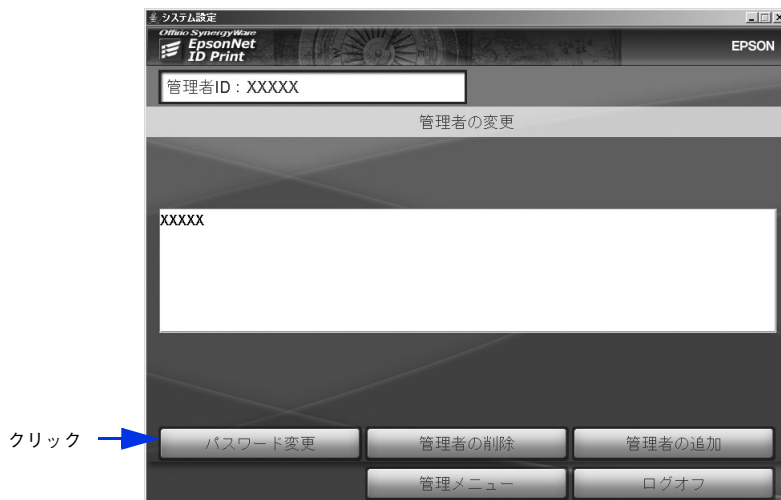 システム設定
Offirio SynergyWare
EpsonNet
ID Print
EPSON
管理者ID：XXXXX
管理者の変更
XXXXX
クリック
パスワード変更
管理者の削除
管理者の追加
管理メニュー
ログオフ